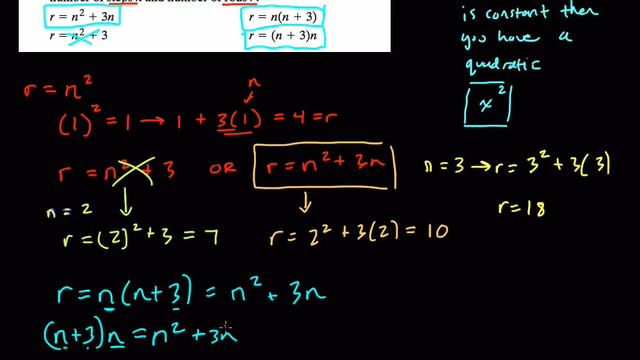 number of steps n and number of rods r?
r = n² + 3n
r = n(n + 3)
r = n² + 3
r = (n + 3)n
is constant then
you have a
quadratic
x²
r = n²
n
(1)² = 1 → 1 + 3(1) = 4 = r
r = n² + 3 OR r = n² + 3n
n = 3 → r = 3² + 3(3)
r = 18
n = 2
r = (2)² + 3 = 7
r = 2² + 3(2) = 10
r = n(n + 3) = n² + 3n
(n + 3)n = n² + 3n